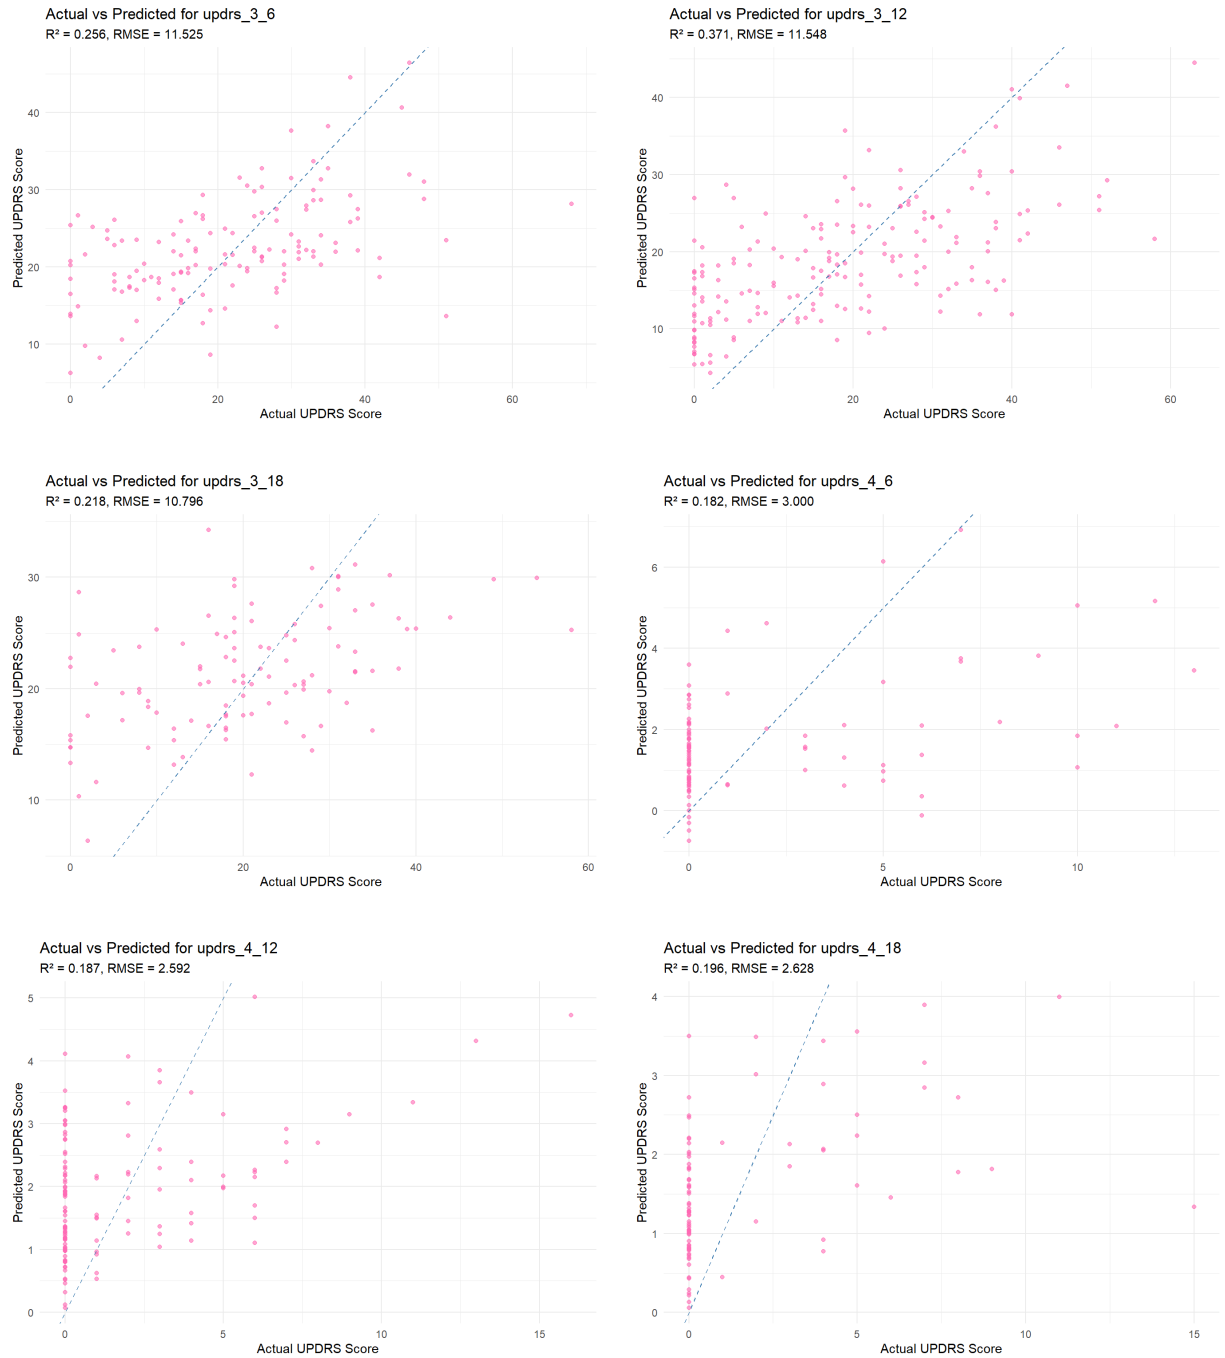 Actual vs Predicted for updrs_3_6
R² = 0.256, RMSE = 11.525
Predicted UPDRS Score
40
30
20
10
0
20
40
60
Actual UPDRS Score
Actual vs Predicted for updrs_3_12
R² = 0.371, RMSE = 11.548
Predicted UPDRS Score
40
30
20
10
0
20
40
60
Actual UPDRS Score
Actual vs Predicted for updrs_3_18
R² = 0.218, RMSE = 10.796
Predicted UPDRS Score
30
20
10
0
20
40
60
Actual UPDRS Score
Actual vs Predicted for updrs_4_6
R² = 0.182, RMSE = 3.000
Predicted UPDRS Score
6
4
2
0
0
5
10
Actual UPDRS Score
Actual vs Predicted for updrs_4_12
R² = 0.187, RMSE = 2.592
Predicted UPDRS Score
5
4
3
2
1
0
0
5
10
15
Actual UPDRS Score
Actual vs Predicted for updrs_4_18
R² = 0.196, RMSE = 2.628
Predicted UPDRS Score
4
3
2
1
0
0
5
10
15
Actual UPDRS Score